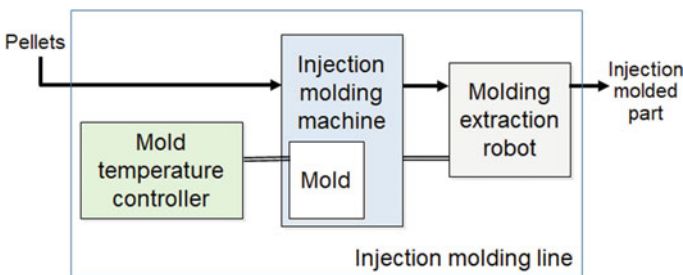 Pellets
Injection
molding
machine
Mold
Molding
extraction
robot
Injection
molded
part
Mold
temperature
controller
Injection molding line